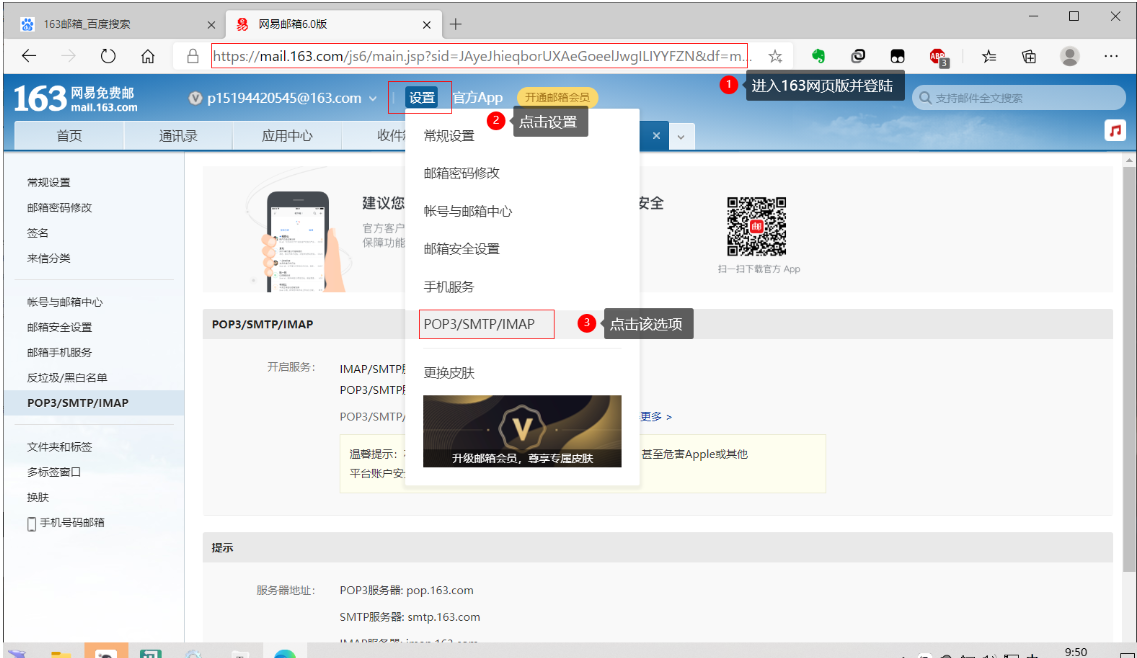 163邮箱_百度搜索
网易邮箱6.0版
https://mail.163.com/js6/main.jsp?sid=JAyeJhieqborUXAeGoeelJwgILIYYFZN&df=m...
ABP
3
1 进入163网页版并登陆
163 网易免费邮
mail.163.com
p15194420545@163.com
设置
官方App
开通邮箱会员
支持邮件全文搜索
2 点击设置
首页
通讯录
应用中心
收件
常规设置
邮箱密码修改
帐号与邮箱中心
邮箱安全设置
手机服务
POP3/SMTP/IMAP
3 点击该选项
更换皮肤
V
升级邮箱会员，尊享专属皮肤
常规设置
邮箱密码修改
签名
来信分类
帐号与邮箱中心
邮箱安全设置
邮箱手机服务
反垃圾/黑白名单
POP3/SMTP/IMAP
文件夹和标签
多标签窗口
换肤
手机号码邮箱
建议您
安全
官方客户
保障功能
邮箱
扫一扫下载官方 App
POP3/SMTP/IMAP
开启服务：
IMAP/SMTP
POP3/SMTP
POP3/SMTP/
更多 >
温馨提示：
甚至危害Apple或其他
平台账户安
提示
服务器地址：
POP3服务器: pop.163.com
SMTP服务器: smtp.163.com
IMAP服务器: imap.163.com
9:50